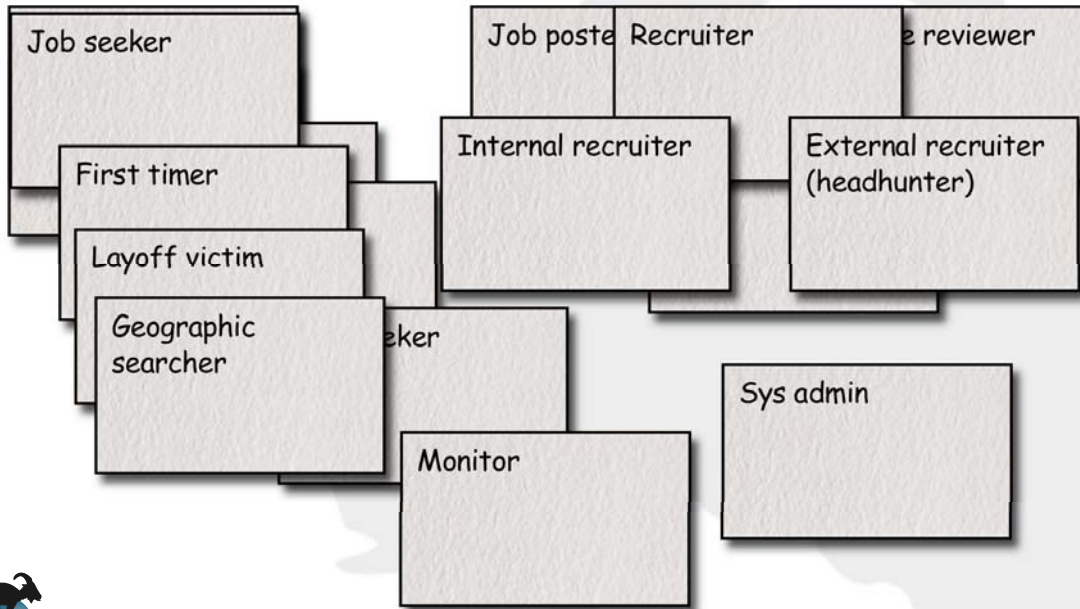 Job seeker
Job poste
Recruiter
e reviewer
Internal recruiter
External recruiter
(headhunter)
First timer
Layoff victim
Geographic
searcher
eker
Sys admin
Monitor